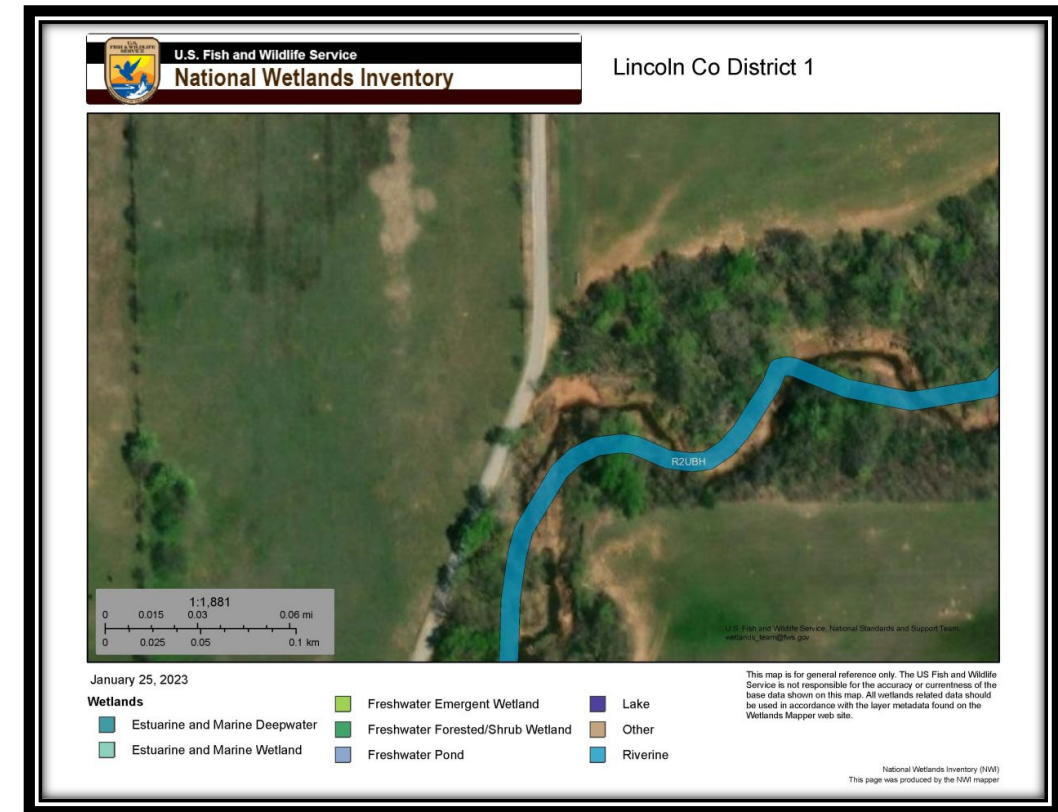 U.S.
FISH & WILDLIFE
SERVICE
U.S. Fish and Wildlife Service
National Wetlands Inventory
Lincoln Co District 1
R2UBH
1:1,881
0 0.015 0.03 0.06 mi
0 0.025 0.05 0.1 km
U.S. Fish and Wildlife Service, National Standards and Support Team,
wetlands_team@fws.gov
January 25, 2023
Wetlands
Estuarine and Marine Deepwater
Estuarine and Marine Wetland
Freshwater Emergent Wetland
Freshwater Forested/Shrub Wetland
Freshwater Pond
Lake
Other
Riverine
This map is for general reference only. The US Fish and Wildlife
Service is not responsible for the accuracy or currentness of the
base data shown on this map. All wetlands related data should
be used in accordance with the layer metadata found on the
Wetlands Mapper web site.
National Wetlands Inventory (NWI)
This page was produced by the NWI mapper